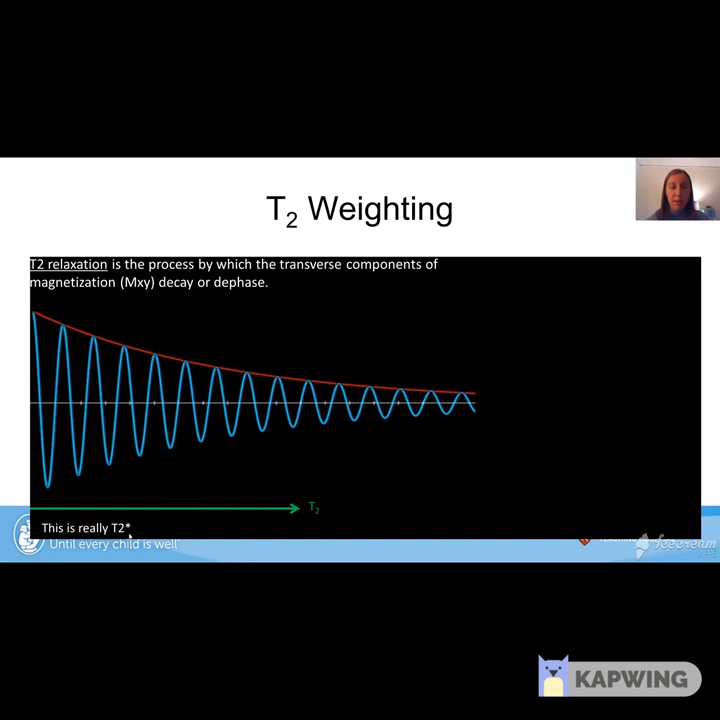 T₂ Weighting
T2 relaxation is the process by which the transverse components of
magnetization (Mxy) decay or dephase.
T₂
This is really T2*
Until every child is well
Icecream
KAPWING